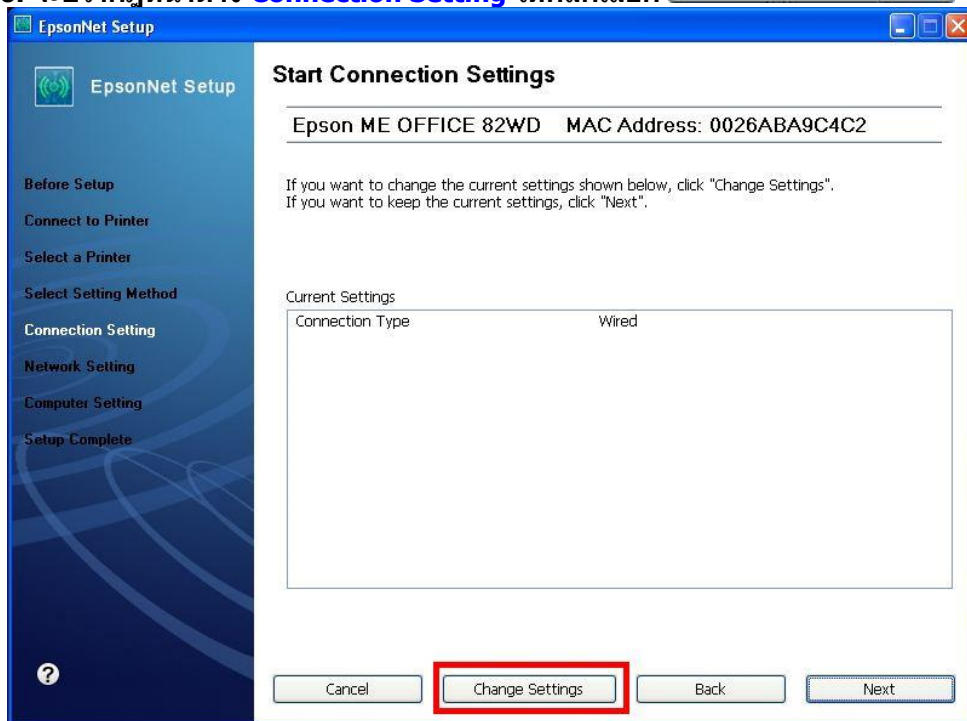 Connection Setting
EpsonNet Setup
EpsonNet Setup
Start Connection Settings
Epson ME OFFICE 82WD MAC Address: 0026ABA9C4C2
Before Setup
If you want to change the current settings shown below, click "Change Settings".
If you want to keep the current settings, click "Next".
Connect to Printer
Select a Printer
Select Setting Method
Current Settings
Connection Type Wired
Connection Setting
Network Setting
Computer Setting
Setup Complete
?
Cancel Change Settings Back Next